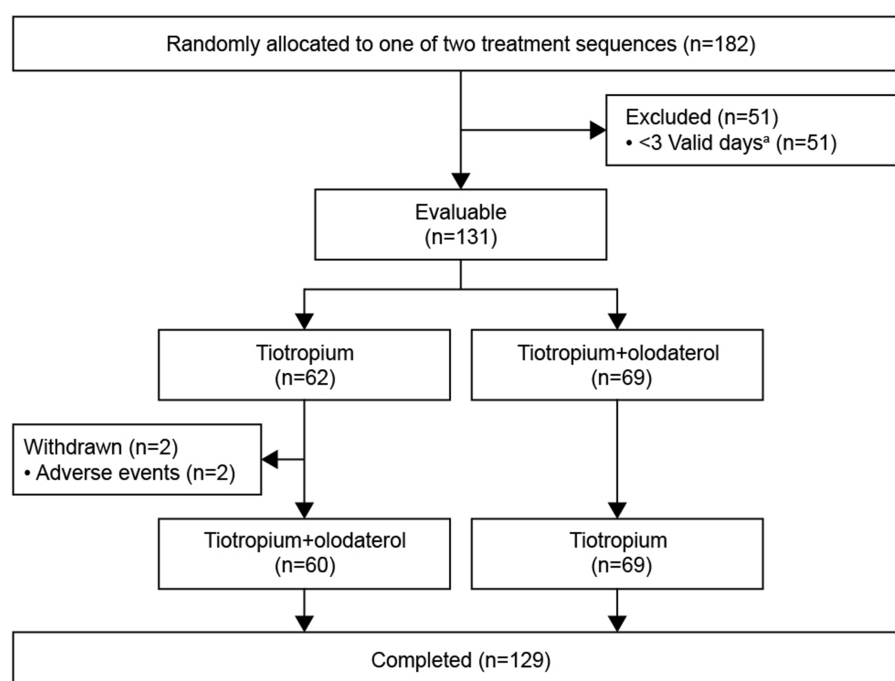 Randomly allocated to one of two treatment sequences (n=182)
Excluded (n=51)
• <3 Valid daysᵃ (n=51)
Evaluable
(n=131)
Tiotropium
(n=62)
Tiotropium+olodaterol
(n=69)
Withdrawn (n=2)
• Adverse events (n=2)
Tiotropium+olodaterol
(n=60)
Tiotropium
(n=69)
Completed (n=129)